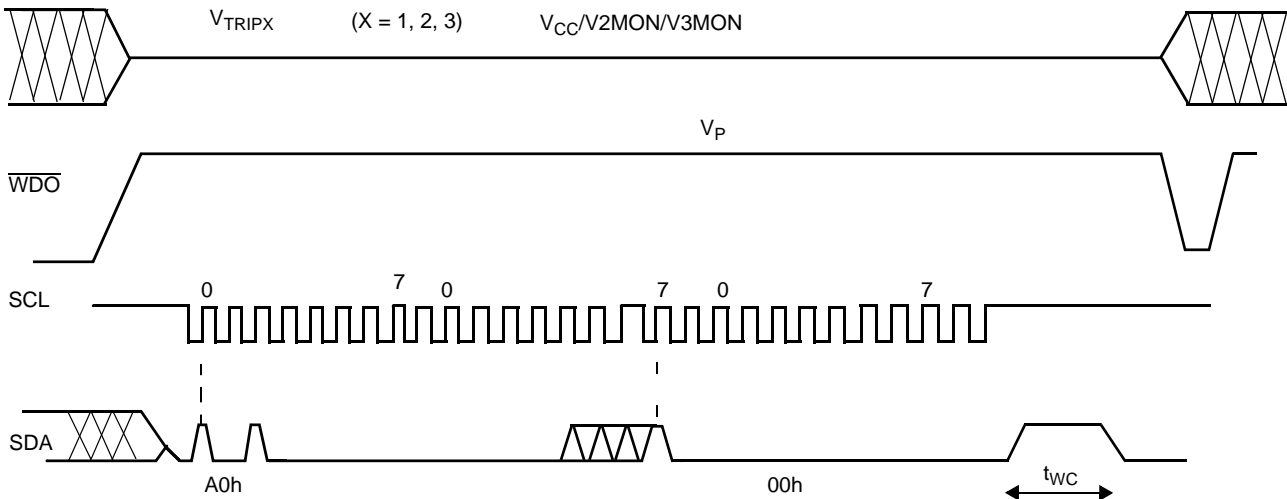 VTRIPX (X = 1, 2, 3) VCC/V2MON/V3MON
VP
WDO
SCL 0 7 0 7 0 7
SDA
A0h 00h tWC